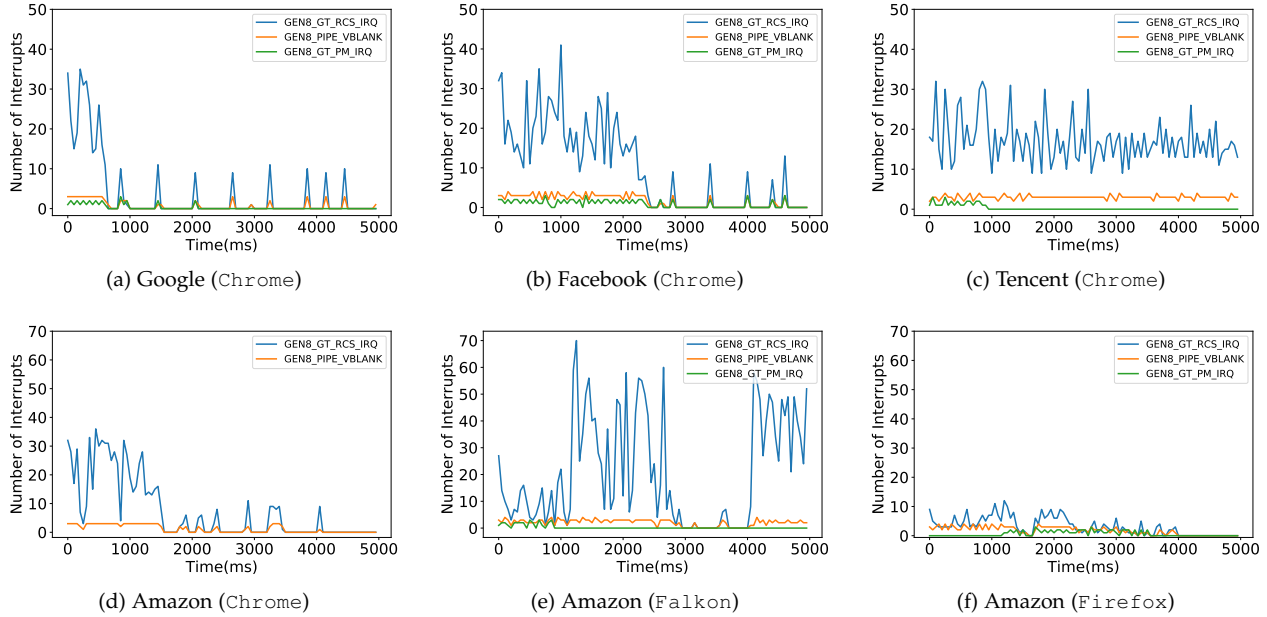 50
40
30
20
10
0
Number of Interrupts
GEN8_GT_RCS_IRQ
GEN8_PIPE_VBLANK
GEN8_GT_PM_IRQ
0 1000 2000 3000 4000 5000
Time(ms)
(a) Google (Chrome)
50
40
30
20
10
0
Number of Interrupts
GEN8_GT_RCS_IRQ
GEN8_PIPE_VBLANK
GEN8_GT_PM_IRQ
0 1000 2000 3000 4000 5000
Time(ms)
(b) Facebook (Chrome)
50
40
30
20
10
0
Number of Interrupts
GEN8_GT_RCS_IRQ
GEN8_PIPE_VBLANK
GEN8_GT_PM_IRQ
0 1000 2000 3000 4000 5000
Time(ms)
(c) Tencent (Chrome)
70
60
50
40
30
20
10
0
Number of Interrupts
GEN8_GT_RCS_IRQ
GEN8_PIPE_VBLANK
0 1000 2000 3000 4000 5000
Time(ms)
(d) Amazon (Chrome)
70
60
50
40
30
20
10
0
Number of Interrupts
GEN8_GT_RCS_IRQ
GEN8_PIPE_VBLANK
GEN8_GT_PM_IRQ
0 1000 2000 3000 4000 5000
Time(ms)
(e) Amazon (Falkon)
70
60
50
40
30
20
10
0
Number of Interrupts
GEN8_GT_RCS_IRQ
GEN8_PIPE_VBLANK
GEN8_GT_PM_IRQ
0 1000 2000 3000 4000 5000
Time(ms)
(f) Amazon (Firefox)